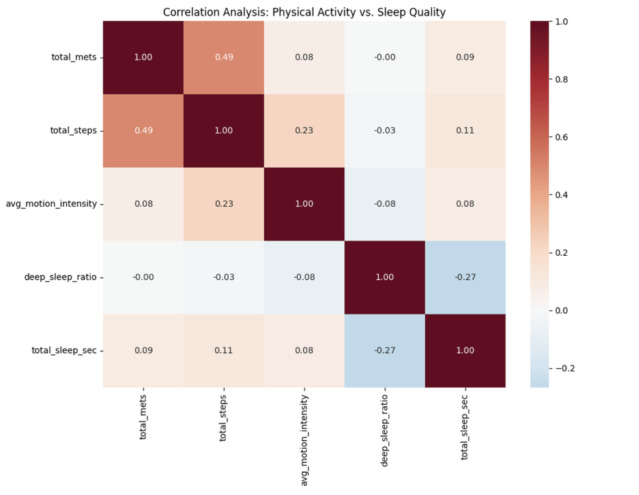 Correlation Analysis: Physical Activity vs. Sleep Quality
total_mets 1.00 0.49 0.08 -0.00 0.09
total_steps 0.49 1.00 0.23 -0.03 0.11
avg_motion_intensity 0.08 0.23 1.00 -0.08 0.08
deep_sleep_ratio -0.00 -0.03 -0.08 1.00 -0.27
total_sleep_sec 0.09 0.11 0.08 -0.27 1.00
total_mets
total_steps
avg_motion_intensity
deep_sleep_ratio
total_sleep_sec
1.0
0.8
0.6
0.4
0.2
0.0
−0.2